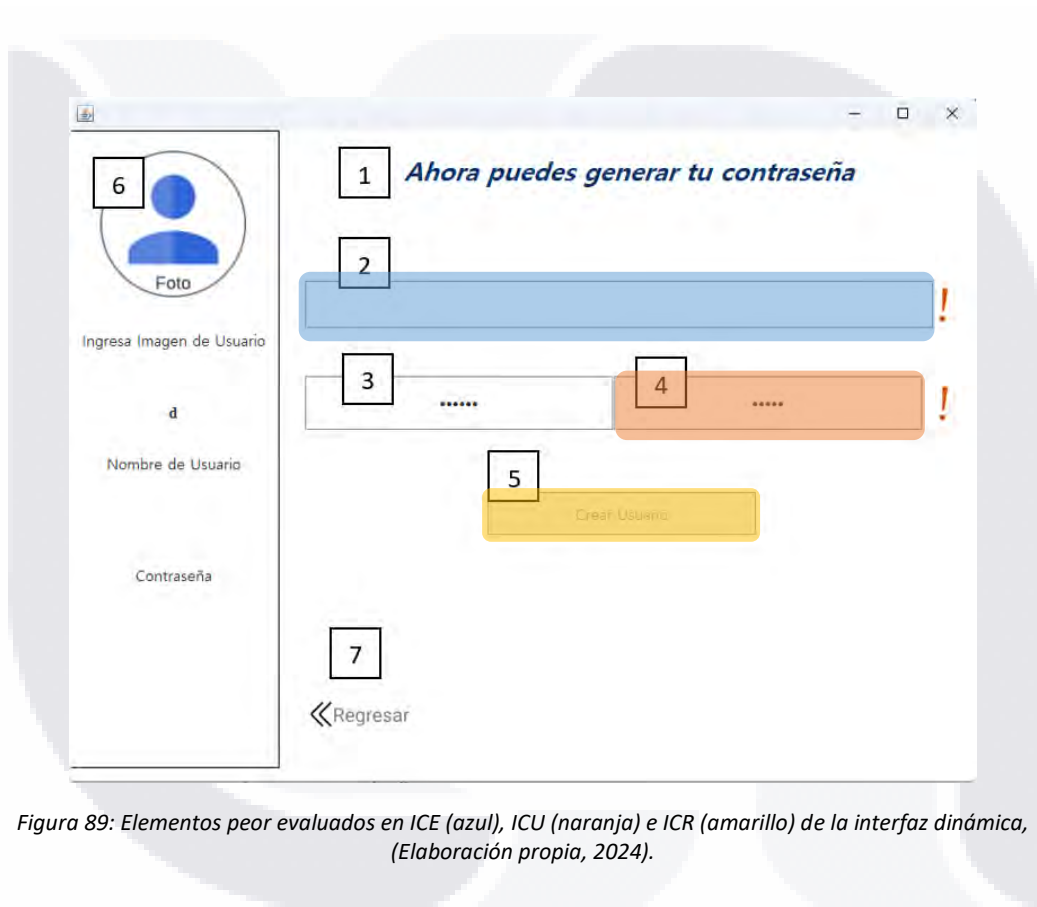 6
Foto
Ingresa Imagen de Usuario
d
Nombre de Usuario
Contraseña
1
Ahora puedes generar tu contraseña
2
!
3
••••••
4
•••••
!
5
Crear Usuario
7
Regresar
Figura 89: Elementos peor evaluados en ICE (azul), ICU (naranja) e ICR (amarillo) de la interfaz dinámica,
(Elaboración propia, 2024).